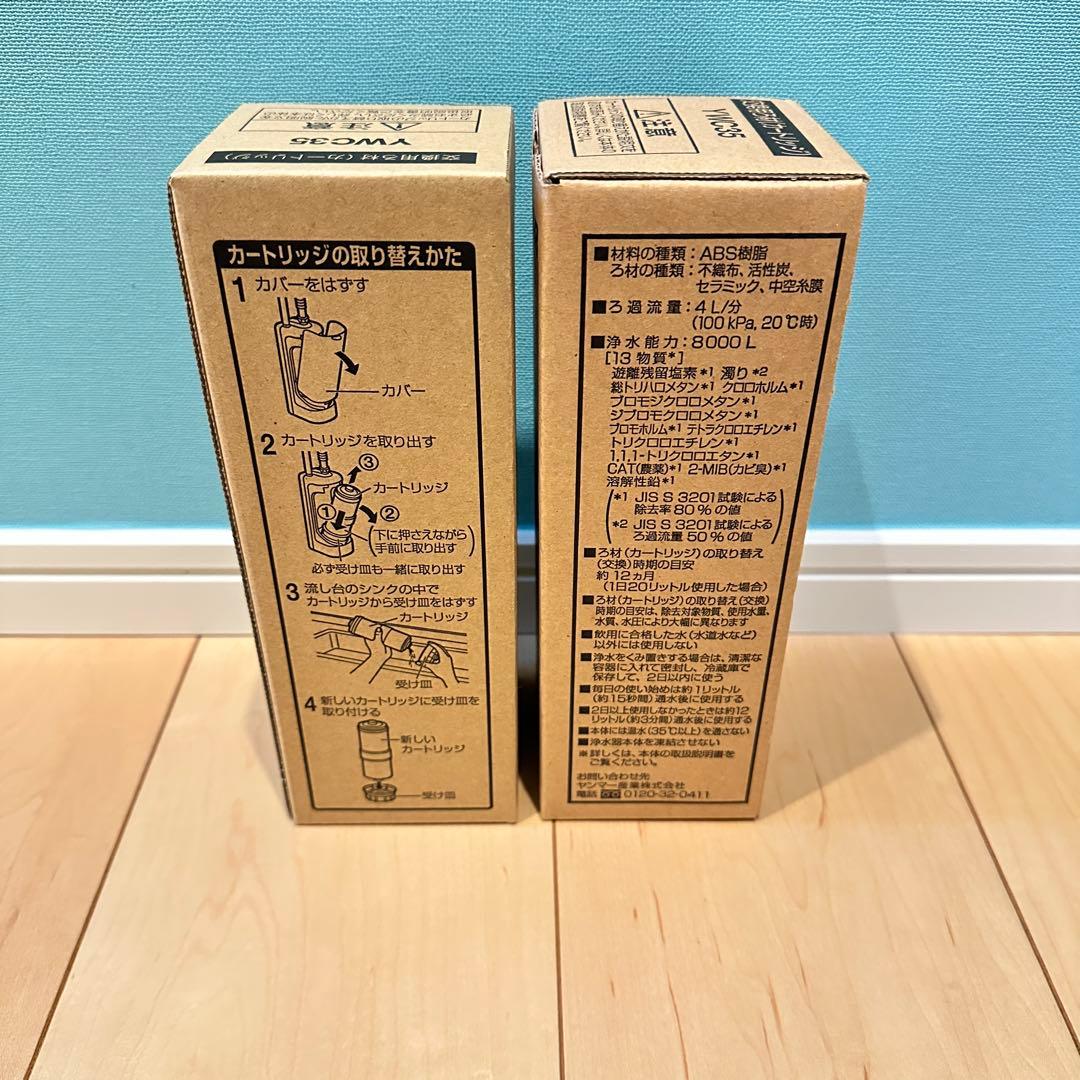 交換用ろ材(カートリッジ)
YWC35
注意
カートリッジの取り替えかた
1 カバーをはずす
カバー
2 カートリッジを取り出す
③
カートリッジ
①
②
(下に押さえながら
手前に取り出す)
必ず受け皿も一緒に取り出す
3 流し台のシンクの中で
カートリッジから受け皿をはずす
カートリッジ
受け皿
4 新しいカートリッジに受け皿を
取り付ける
新しい
カートリッジ
受け皿
YWC35
注意
■材料の種類:ABS樹脂
ろ材の種類:不織布、活性炭、
セラミック、中空糸膜
■ろ過流量:4L/分
(100kPa, 20℃時)
■浄水能力:8000L
[13物質*]
遊離残留塩素*1 濁り*2
総トリハロメタン*1 クロロホルム*1
ブロモジクロロメタン*1
ジブロモクロロメタン*1
ブロモホルム*1 テトラクロロエチレン*1
トリクロロエチレン*1
1,1,1-トリクロロエタン*1
CAT(農薬)*1 2-MIB(カビ臭)*1
溶解性鉛*1
(*1 JIS S 3201試験による
除去率80%の値
*2 JIS S 3201試験による
ろ過流量50%の値)
■ろ材(カートリッジ)の取り替え
(交換)時期の目安
約12ヵ月
(1日20リットル使用した場合)
■ろ材(カートリッジ)の取り替え(交換)
時期の目安は、除去対象物質、使用水量、
水質、水圧により大幅に異なります
■飲用に合格した水(水道水など)
以外には使用しない
■浄水をくみ置きする場合は、清潔な
容器に入れて密封し、冷蔵庫で
保存して、2日以内に使う
■毎日の使い始めは約1リットル
(約15秒間)通水後に使用する
■2日以上使用しなかったときは約12
リットル(約3分間)通水後に使用する
■本体には温水(35℃以上)を通さない
■浄水器本体を凍結させない
※詳しくは、本体の取扱説明書を
ご覧ください。
お問い合わせ先
ヤンマー産業株式会社
電話 0120-32-0411